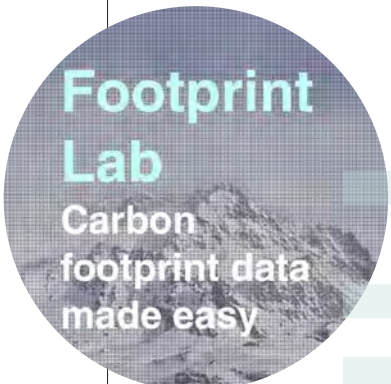 Footprint
Lab
Carbon
footprint data
made easy